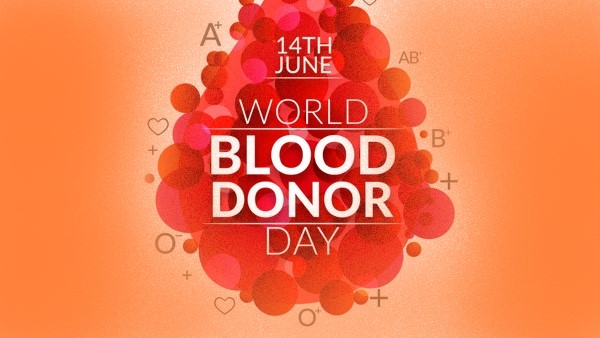 A+
14TH
JUNE
AB+
WORLD
B+
BLOOD
DONOR
DAY
O-
O+